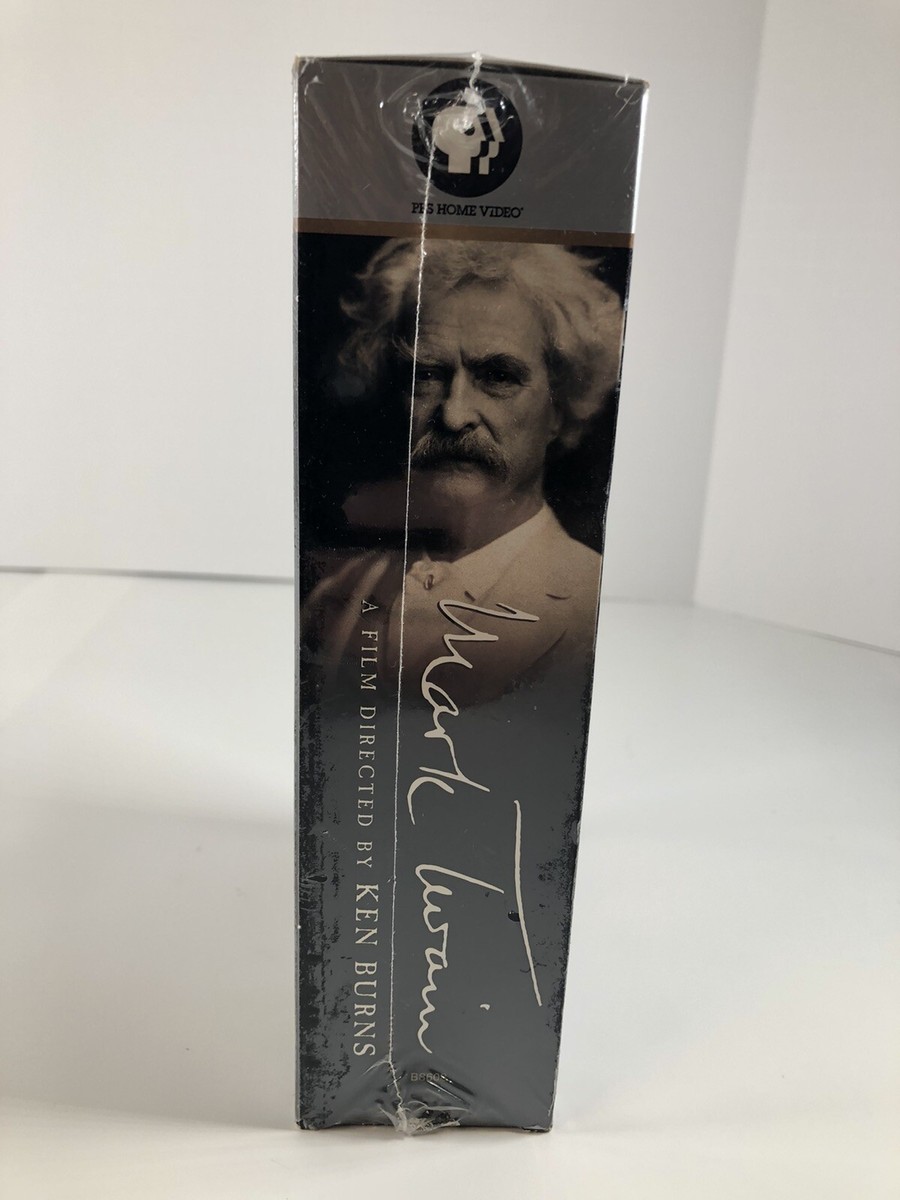 PBS HOME VIDEO
Mark Twain
A FILM DIRECTED BY KEN BURNS